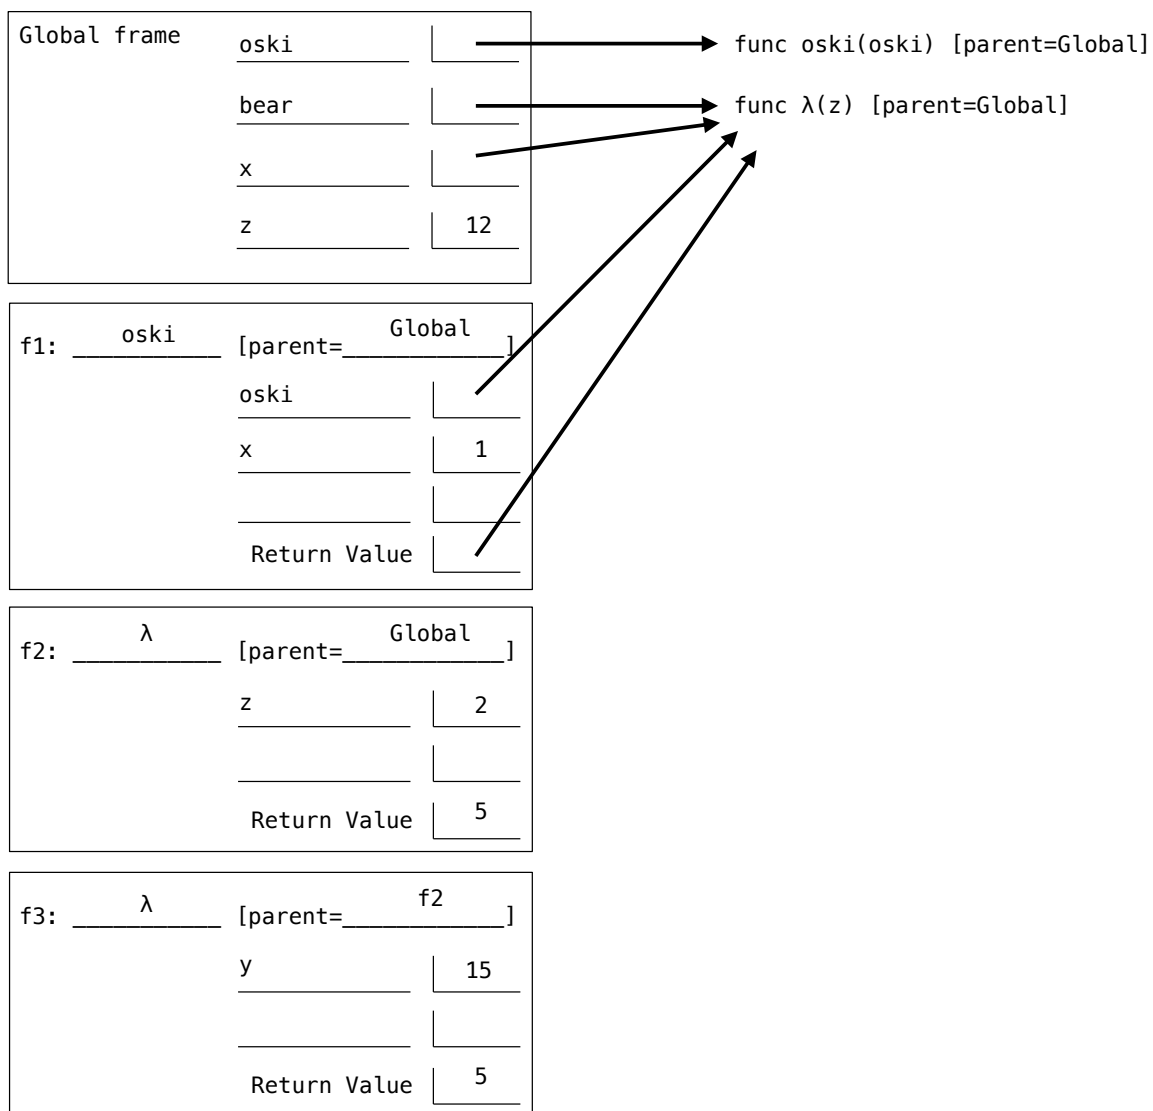 Global frame
oski
func oski(oski) [parent=Global]
bear
func λ(z) [parent=Global]
x
z 12
f1: oski [parent=Global]
oski
x 1
Return Value
f2: λ [parent=Global]
z 2
Return Value 5
f3: λ [parent=f2]
y 15
Return Value 5